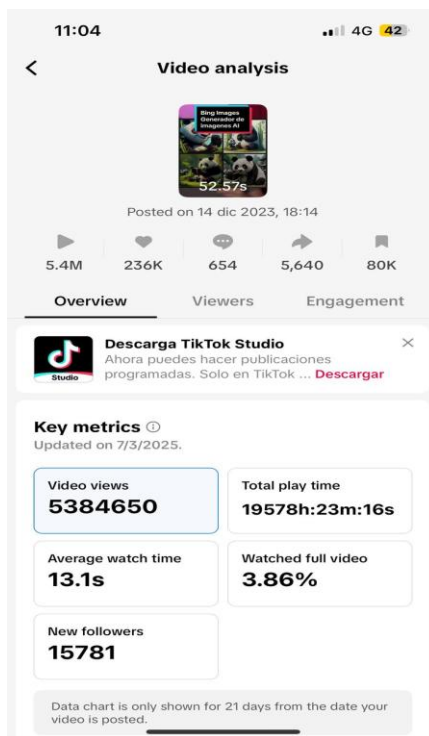 11:04
4G 42
Video analysis
Bing Images
Generador de
Imagenes AI
52.57s
Posted on 14 dic 2023, 18:14
5.4M 236K 654 5,640 80K
Overview Viewers Engagement
Descarga TikTok Studio
Ahora puedes hacer publicaciones
programadas. Solo en TikTok ... Descargar
Studio
Key metrics
Updated on 7/3/2025.
Video views
5384650
Total play time
19578h:23m:16s
Average watch time
13.1s
Watched full video
3.86%
New followers
15781
Data chart is only shown for 21 days from the date your
video is posted.